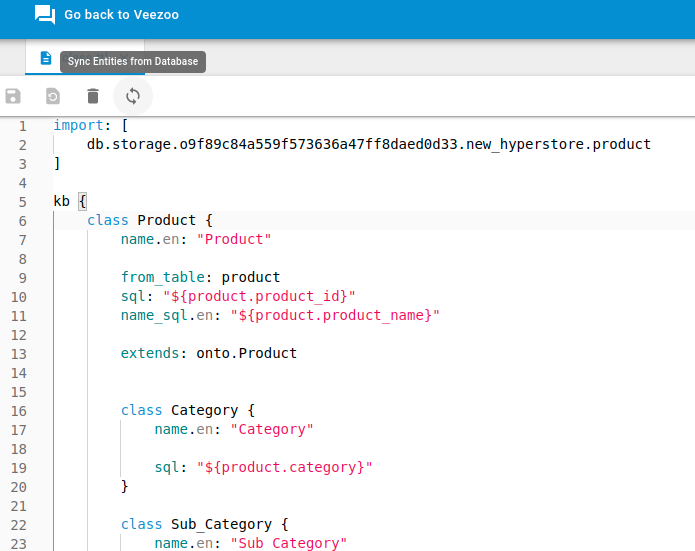 Go back to Veezoo
Sync Entities from Database
1 import: [
2 db.storage.o9f89c84a559f573636a47ff8daed0d33.new_hyperstore.product
3 ]
4
5 kb {
6 class Product {
7 name.en: "Product"
8
9 from_table: product
10 sql: "${product.product_id}"
11 name_sql.en: "${product.product_name}"
12
13 extends: onto.Product
14
15
16 class Category {
17 name.en: "Category"
18
19 sql: "${product.category}"
20 }
21
22 class Sub_Category {
23 name.en: "Sub Category"